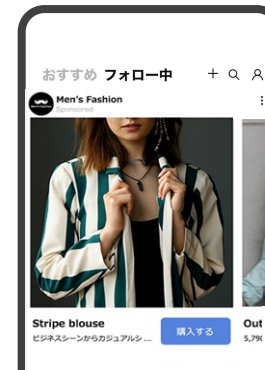 おすすめ フォロー中
Men's Fashion
Sponsored
Stripe blouse
ビジネスシーンからカジュアルシ...
購入する
Out
5,79